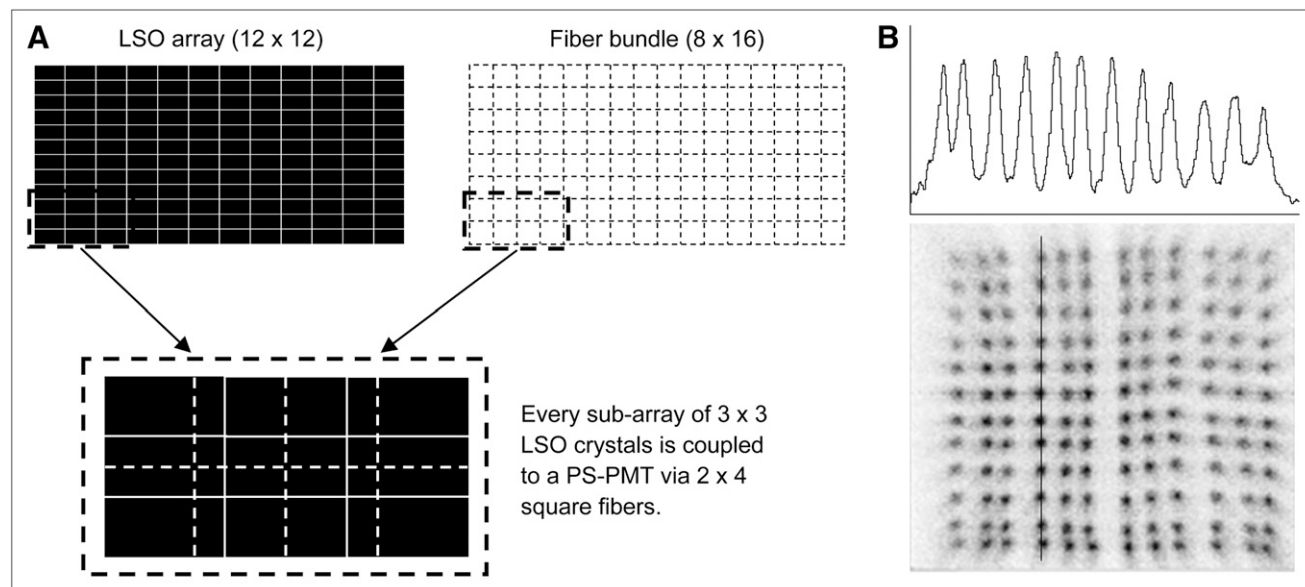 A
LSO array (12 x 12)
Fiber bundle (8 x 16)
B
Every sub-array of 3 x 3
LSO crystals is coupled
to a PS-PMT via 2 x 4
square fibers.